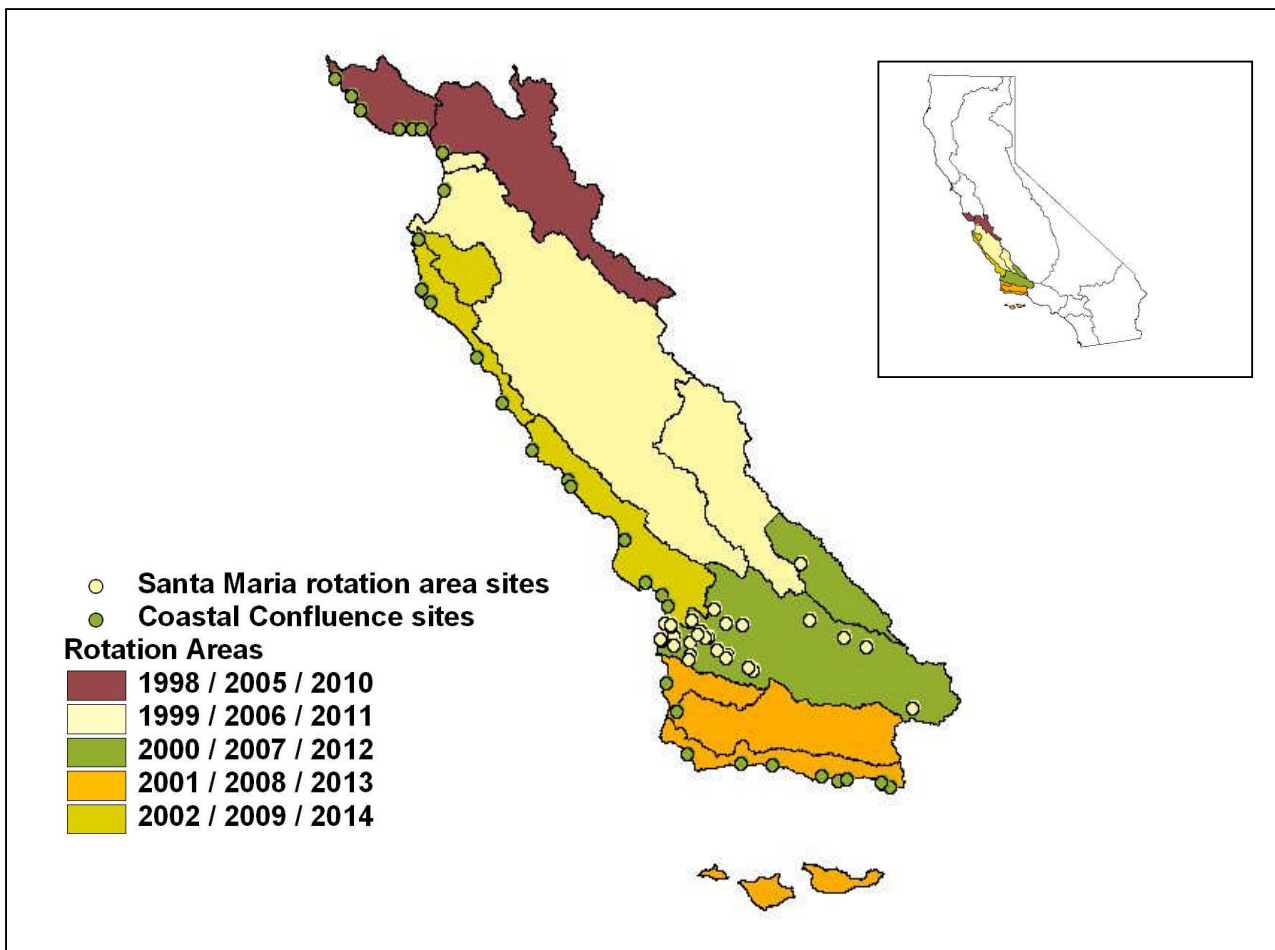 Santa Maria rotation area sites
Coastal Confluence sites
Rotation Areas
1998 / 2005 / 2010
1999 / 2006 / 2011
2000 / 2007 / 2012
2001 / 2008 / 2013
2002 / 2009 / 2014